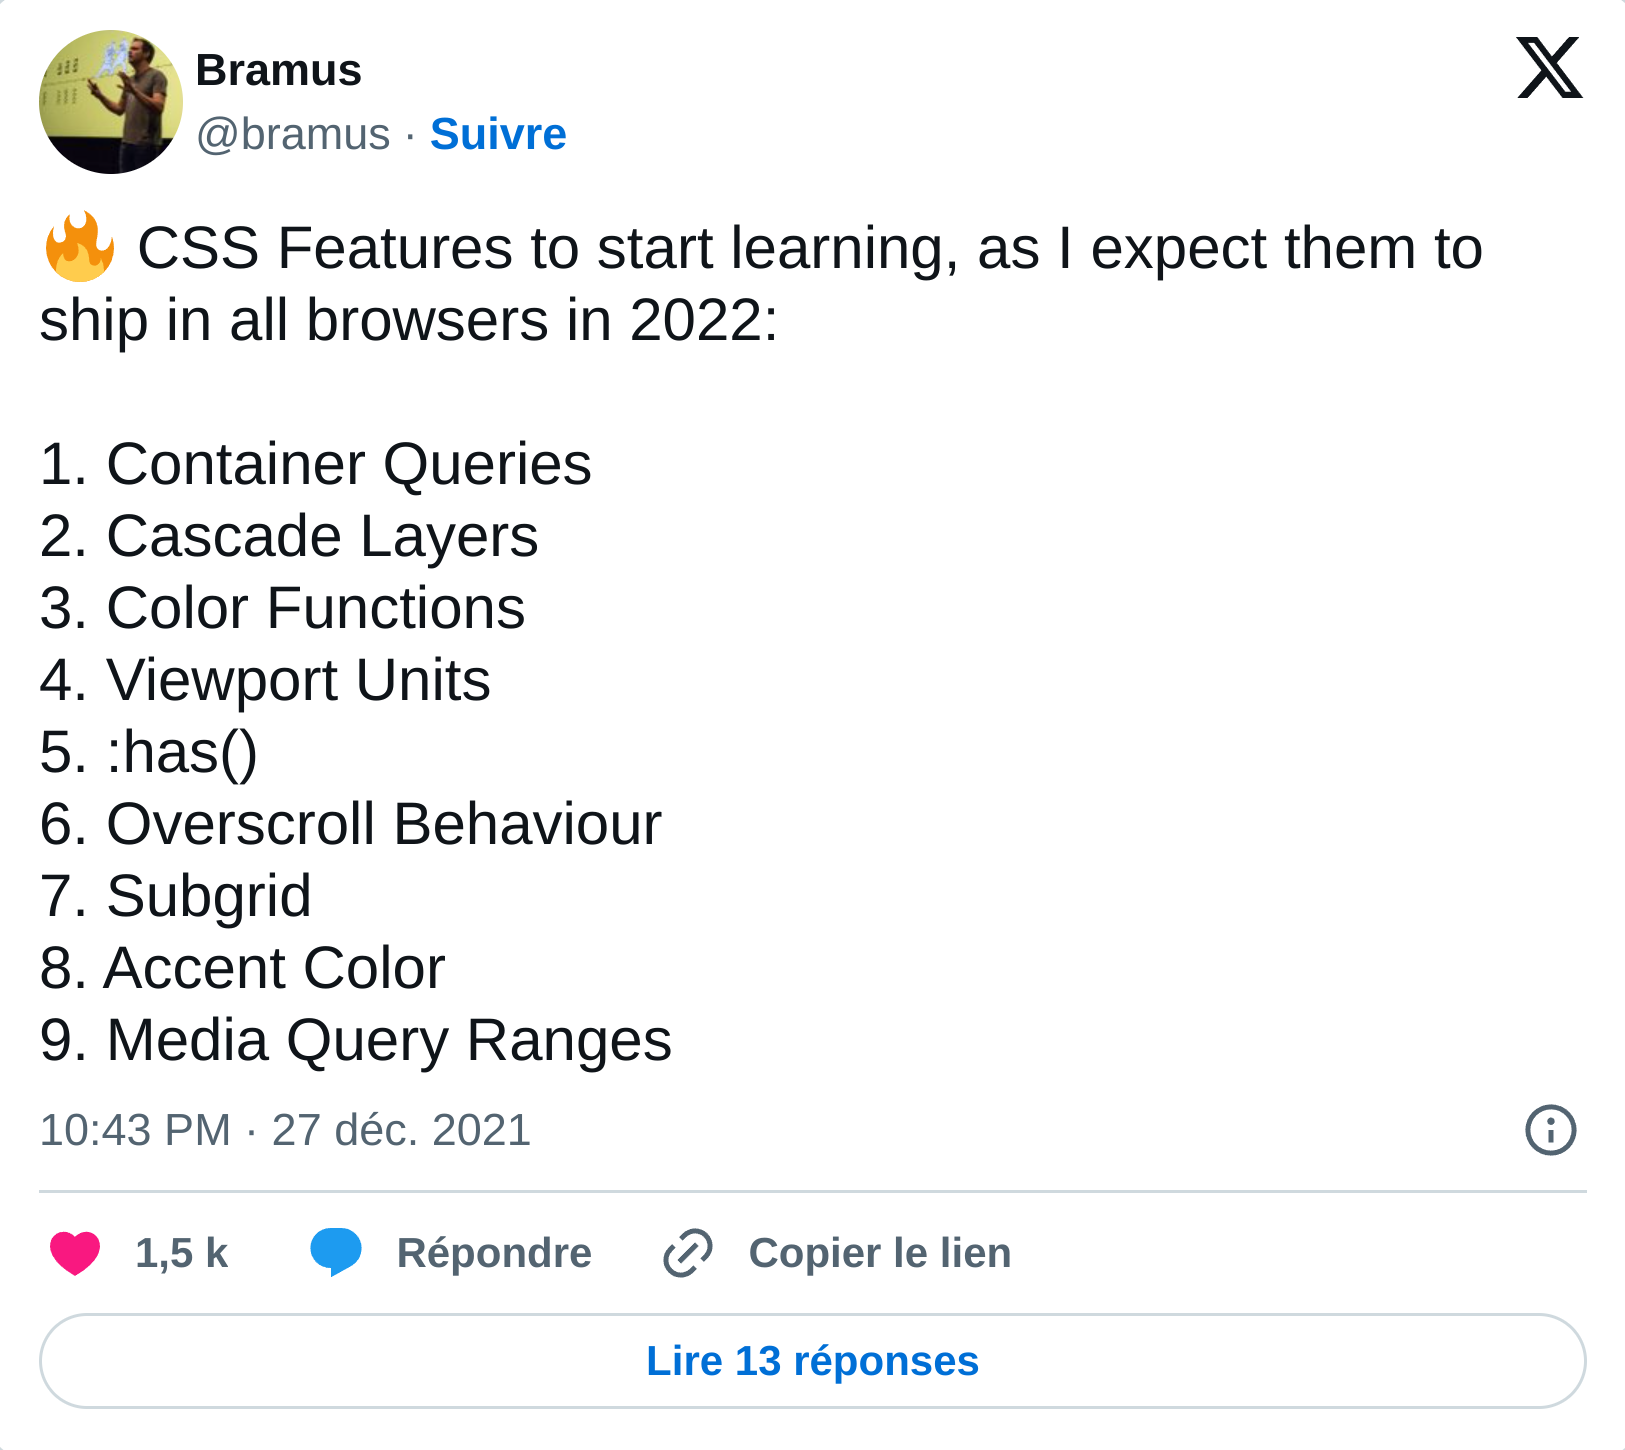 Bramus
@bramus · Suivre
🔥 CSS Features to start learning, as I expect them to
ship in all browsers in 2022:
1. Container Queries
2. Cascade Layers
3. Color Functions
4. Viewport Units
5. :has()
6. Overscroll Behaviour
7. Subgrid
8. Accent Color
9. Media Query Ranges
10:43 PM · 27 déc. 2021
1,5 k Répondre Copier le lien
Lire 13 réponses